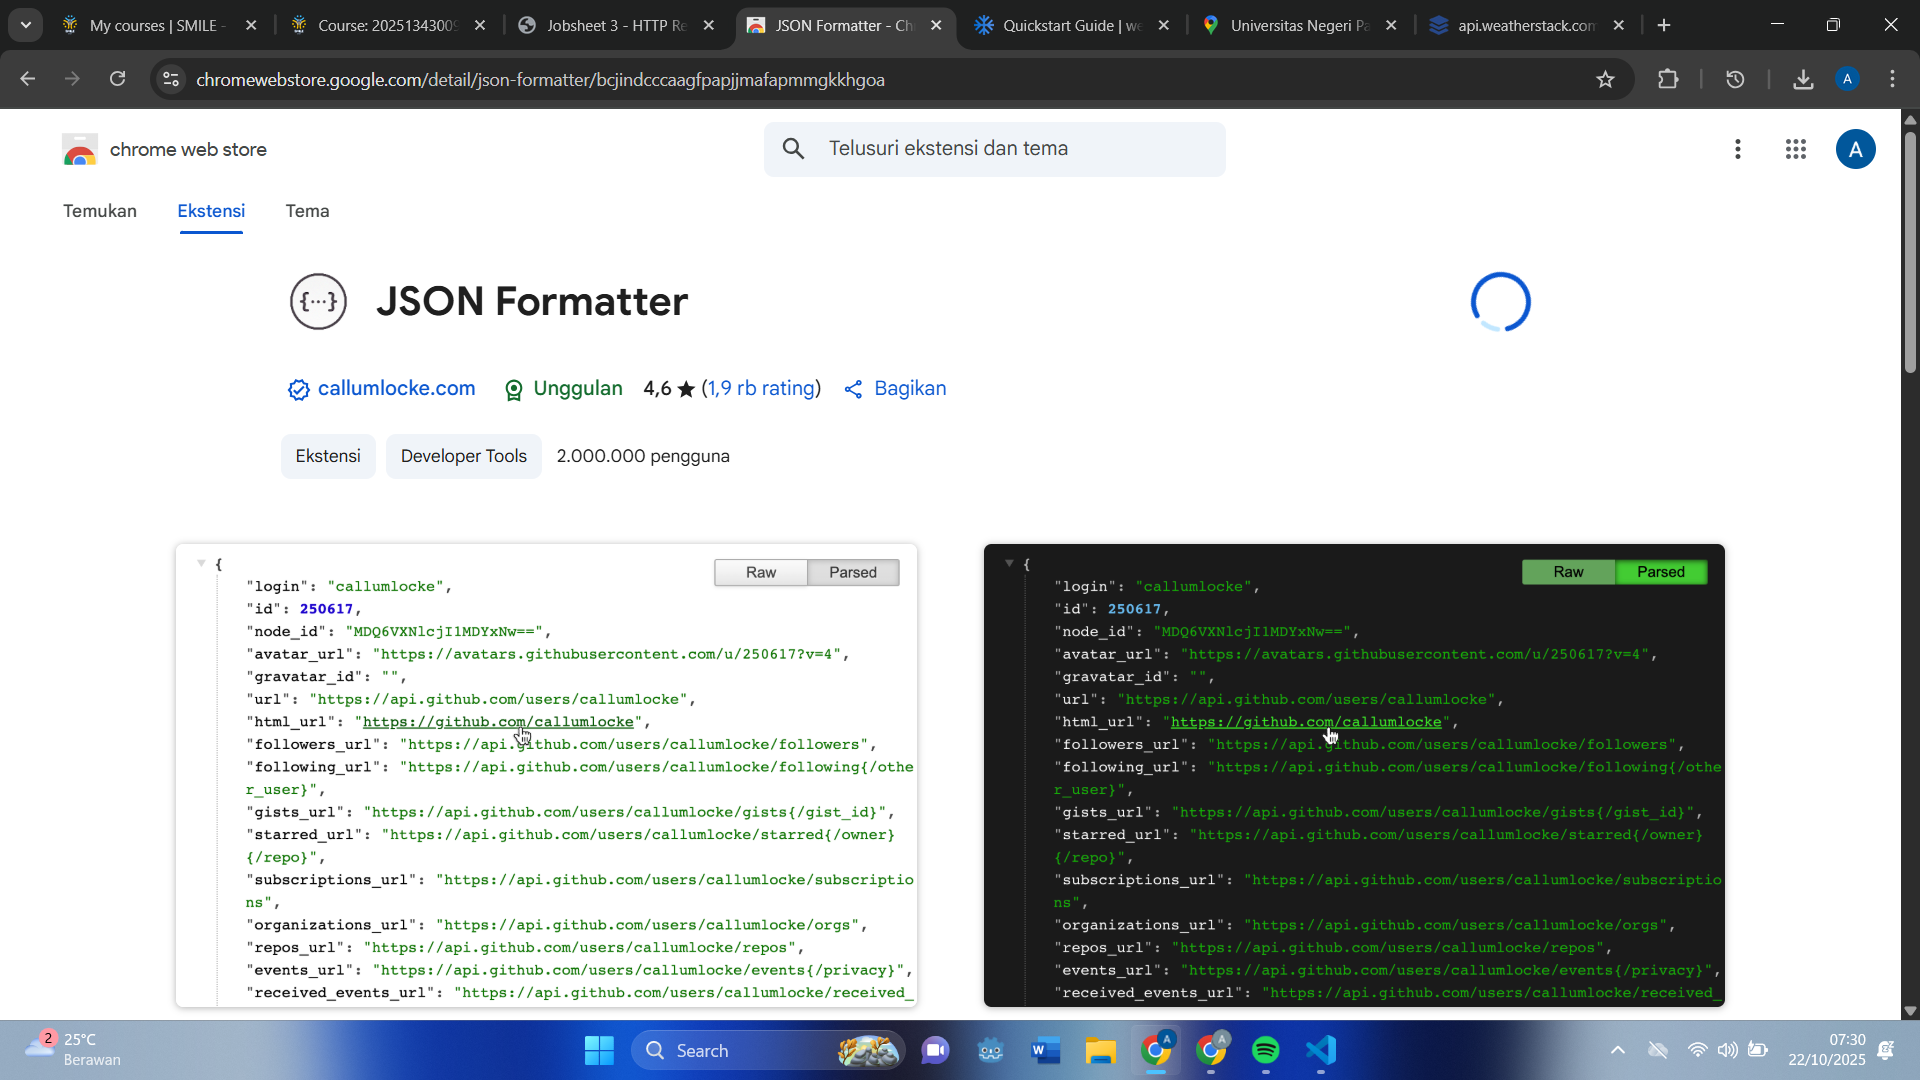 My courses | SMILE -
Course: 20251343009
Jobsheet 3 - HTTP Re
JSON Formatter - Ch
Quickstart Guide | we
Universitas Negeri Pa
api.weatherstack.com
chromewebstore.google.com/detail/json-formatter/bcjindcccaagfpapjjmafapmmgkkhgoa
A
chrome web store
Telusuri ekstensi dan tema
A
Temukan
Ekstensi
Tema
{···}
JSON Formatter
callumlocke.com
Unggulan
4,6 ★ (1,9 rb rating)
Bagikan
Ekstensi
Developer Tools
2.000.000 pengguna
Raw
Parsed
{
"login": "callumlocke",
"id": 250617,
"node_id": "MDQ6VXNlcjI1MDYxNw==",
"avatar_url": "https://avatars.githubusercontent.com/u/250617?v=4",
"gravatar_id": "",
"url": "https://api.github.com/users/callumlocke",
"html_url": "https://github.com/callumlocke",
"followers_url": "https://api.github.com/users/callumlocke/followers",
"following_url": "https://api.github.com/users/callumlocke/following{/othe
r_user}",
"gists_url": "https://api.github.com/users/callumlocke/gists{/gist_id}",
"starred_url": "https://api.github.com/users/callumlocke/starred{/owner}
{/repo}",
"subscriptions_url": "https://api.github.com/users/callumlocke/subscriptio
ns",
"organizations_url": "https://api.github.com/users/callumlocke/orgs",
"repos_url": "https://api.github.com/users/callumlocke/repos",
"events_url": "https://api.github.com/users/callumlocke/events{/privacy}",
"received_events_url": "https://api.github.com/users/callumlocke/received_
Raw
Parsed
{
"login": "callumlocke",
"id": 250617,
"node_id": "MDQ6VXNlcjI1MDYxNw==",
"avatar_url": "https://avatars.githubusercontent.com/u/250617?v=4",
"gravatar_id": "",
"url": "https://api.github.com/users/callumlocke",
"html_url": "https://github.com/callumlocke",
"followers_url": "https://api.github.com/users/callumlocke/followers",
"following_url": "https://api.github.com/users/callumlocke/following{/othe
r_user}",
"gists_url": "https://api.github.com/users/callumlocke/gists{/gist_id}",
"starred_url": "https://api.github.com/users/callumlocke/starred{/owner}
{/repo}",
"subscriptions_url": "https://api.github.com/users/callumlocke/subscriptio
ns",
"organizations_url": "https://api.github.com/users/callumlocke/orgs",
"repos_url": "https://api.github.com/users/callumlocke/repos",
"events_url": "https://api.github.com/users/callumlocke/events{/privacy}",
"received_events_url": "https://api.github.com/users/callumlocke/received_
2
25°C
Berawan
Search
W
A
A
07:30
22/10/2025